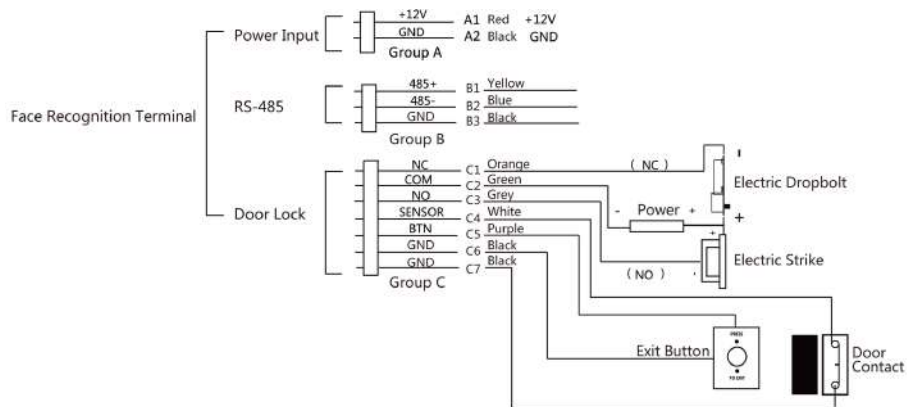 Face Recognition Terminal
Power Input
+12V A1 Red +12V
GND A2 Black GND
Group A
RS-485
485+ B1 Yellow
485- B2 Blue
GND B3 Black
Group B
Door Lock
NC C1 Orange ( NC ) -
COM C2 Green
NO C3 Grey
SENSOR C4 White
BTN C5 Purple
GND C6 Black
GND C7 Black
Group C
Electric Dropbolt
- Power + +
+
Electric Strike
-
( NO )
Exit Button
PRESS
TO EXIT
Door
Contact